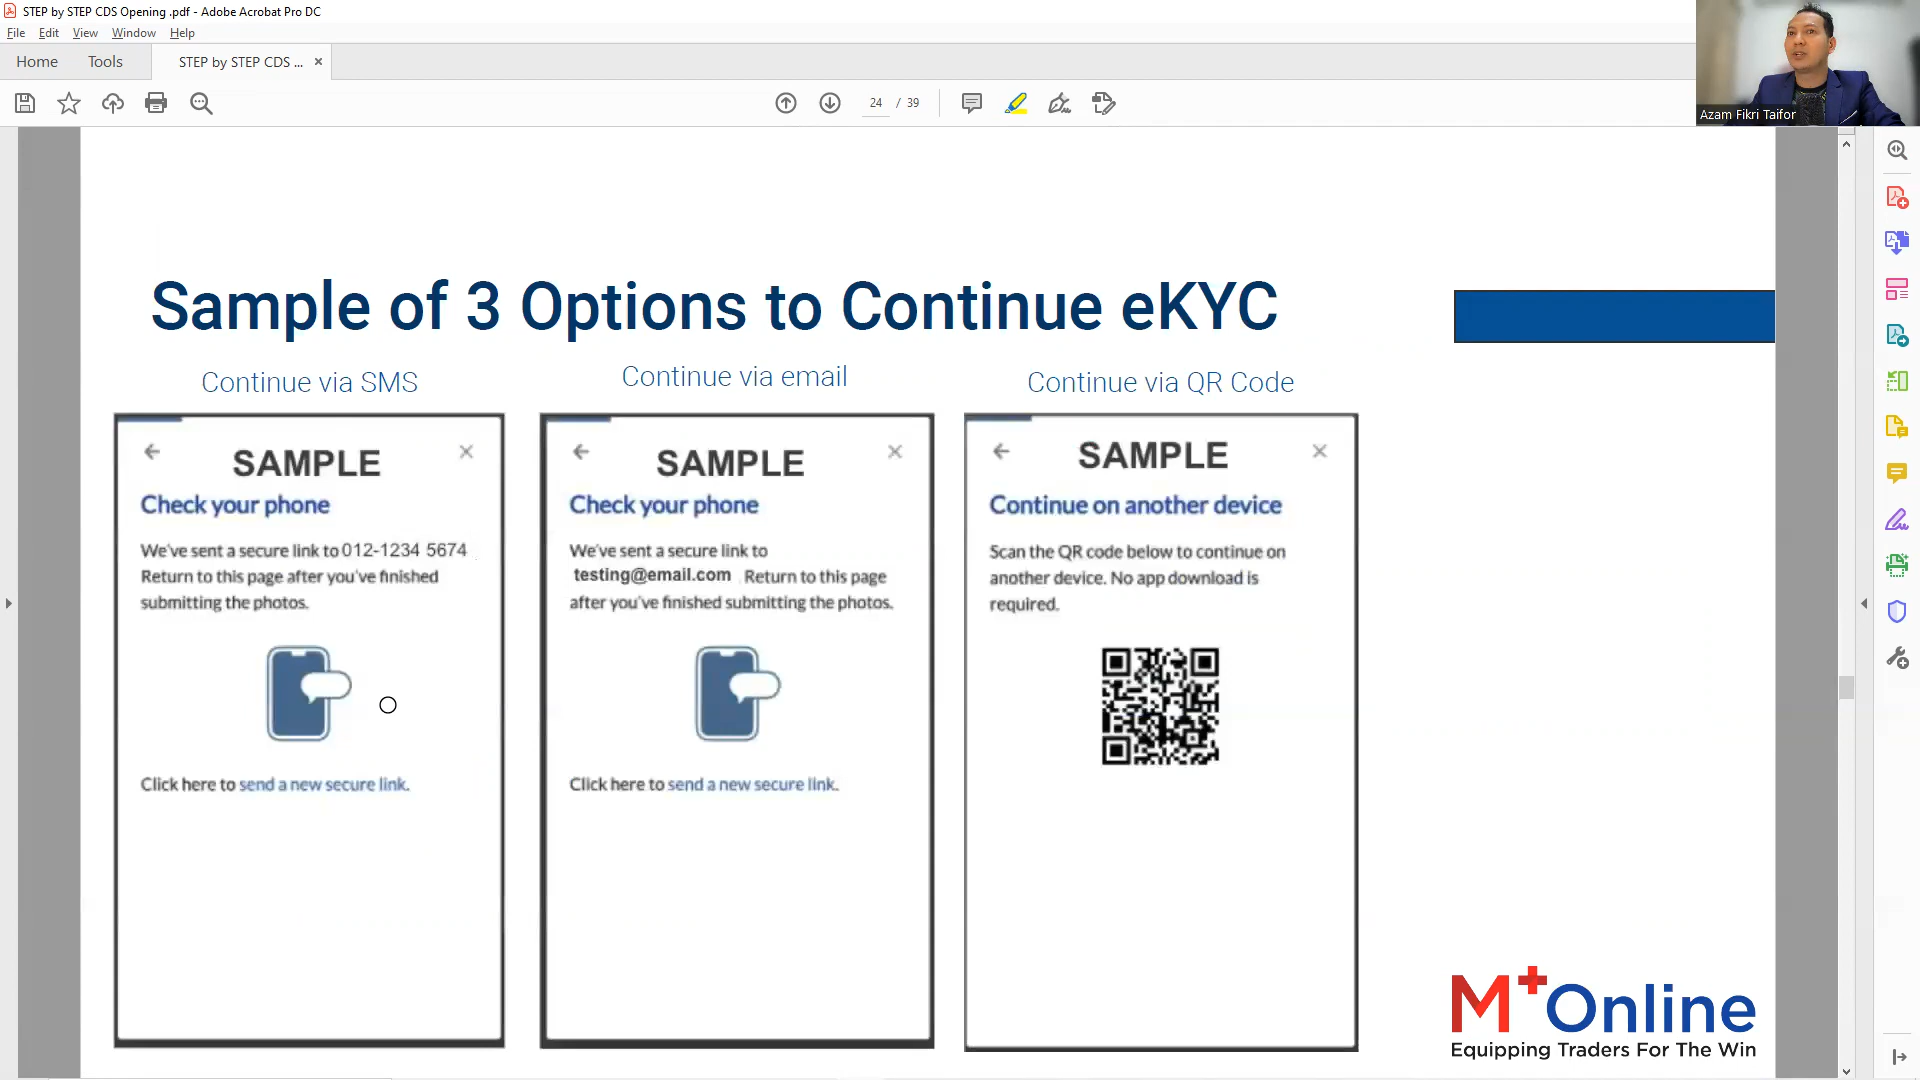 STEP by STEP CDS Opening .pdf - Adobe Acrobat Pro DC
File Edit View Window Help
Home Tools STEP by STEP CDS ... ×
24 / 39
Azam Fikri Taifor
Sample of 3 Options to Continue eKYC
Continue via SMS
SAMPLE
Check your phone
We've sent a secure link to 012-1234 5674
Return to this page after you've finished
submitting the photos.
Click here to send a new secure link.
Continue via email
SAMPLE
Check your phone
We've sent a secure link to
testing@email.com . Return to this page
after you've finished submitting the photos.
Click here to send a new secure link.
Continue via QR Code
SAMPLE
Continue on another device
Scan the QR code below to continue on
another device. No app download is
required.
M+Online
Equipping Traders For The Win